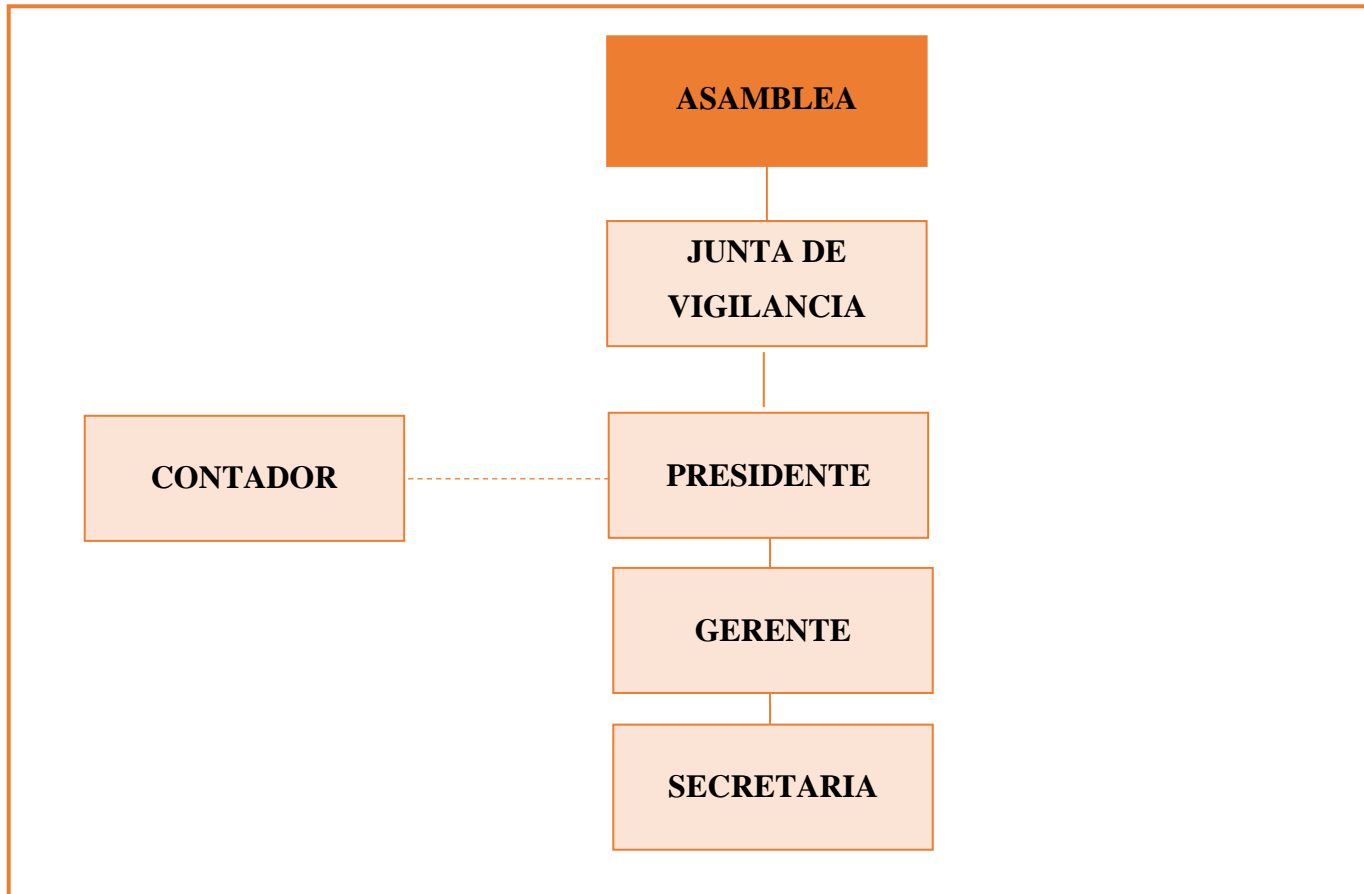 ASAMBLEA
JUNTA DE
VIGILANCIA
CONTADOR
PRESIDENTE
GERENTE
SECRETARIA